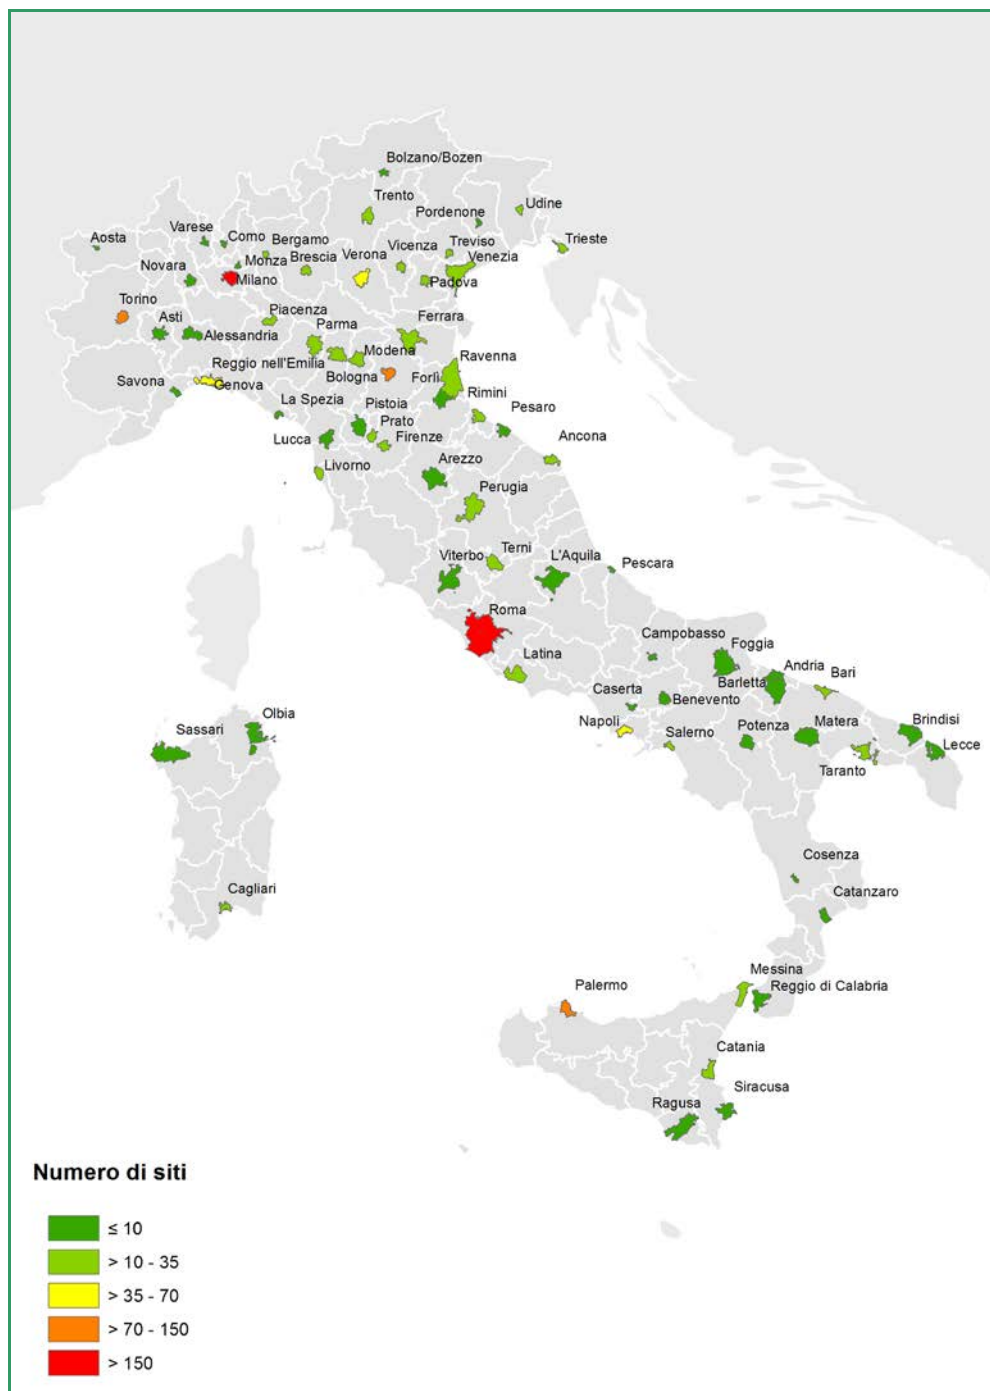 Bolzano/Bozen
Trento
Udine
Pordenone
Varese
Aosta
Como
Bergamo
Vicenza
Treviso
Trieste
Monza
Brescia
Verona
Venezia
Novara
Milano
Padova
Torino
Piacenza
Asti
Parma
Ferrara
Alessandria
Modena
Ravenna
Reggio nell'Emilia
Bologna
Forlì
Savona
Genova
Rimini
La Spezia
Pistoia
Pesaro
Prato
Lucca
Firenze
Ancona
Arezzo
Livorno
Perugia
Terni
Viterbo
L'Aquila
Pescara
Roma
Campobasso
Foggia
Latina
Andria
Bari
Barletta
Caserta
Benevento
Olbia
Napoli
Sassari
Salerno
Potenza
Matera
Brindisi
Lecce
Taranto
Cosenza
Cagliari
Catanzaro
Messina
Palermo
Reggio di Calabria
Catania
Siracusa
Ragusa
Numero di siti
≤ 10
> 10 - 35
> 35 - 70
> 70 - 150
> 150